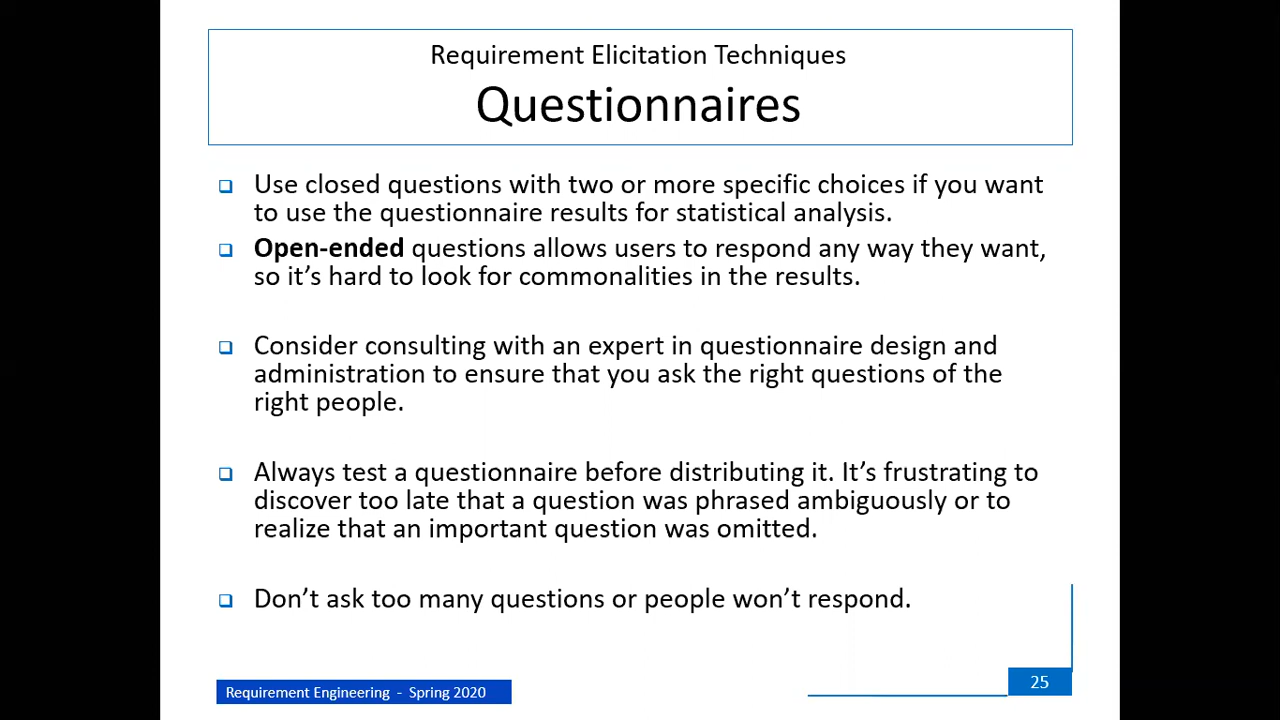 Requirement Elicitation Techniques
Questionnaires
Use closed questions with two or more specific choices if you want
to use the questionnaire results for statistical analysis.
Open-ended questions allows users to respond any way they want,
so it’s hard to look for commonalities in the results.
Consider consulting with an expert in questionnaire design and
administration to ensure that you ask the right questions of the
right people.
Always test a questionnaire before distributing it. It’s frustrating to
discover too late that a question was phrased ambiguously or to
realize that an important question was omitted.
Don’t ask too many questions or people won’t respond.
Requirement Engineering - Spring 2020
25